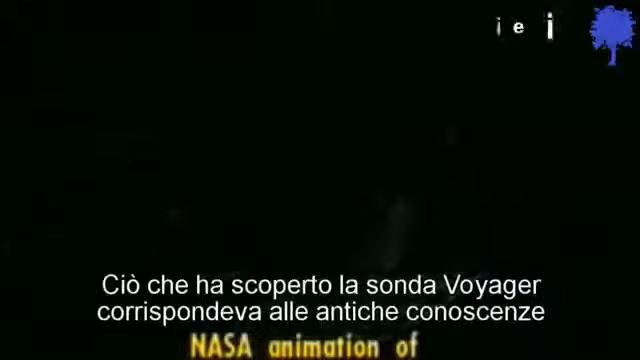 Ciò che ha scoperto la sonda Voyager
corrispondeva alle antiche conoscenze
NASA animation of